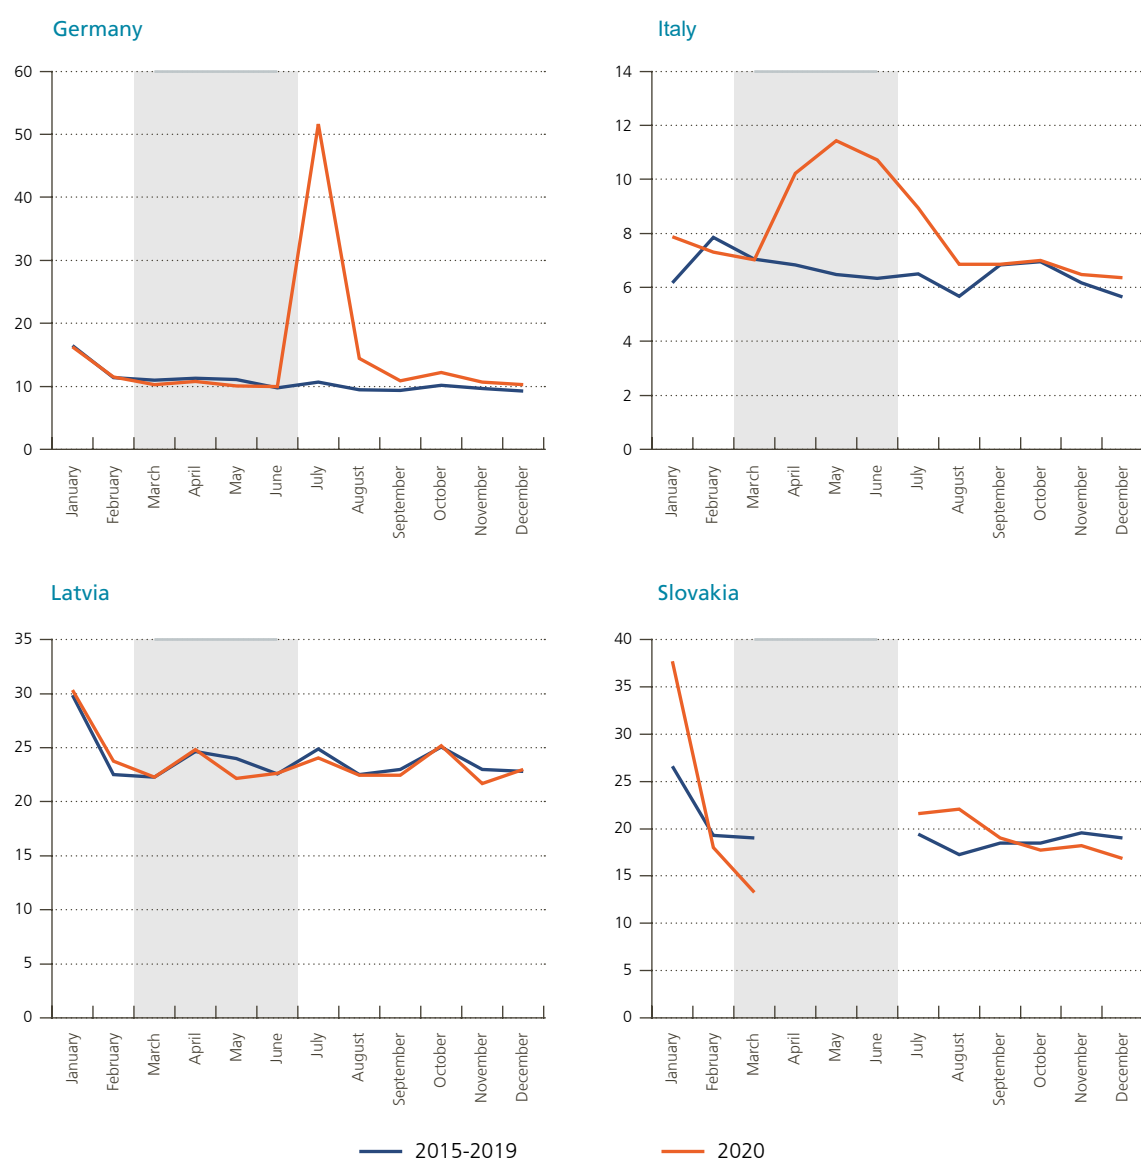 Germany
60
50
40
30
20
10
0
January
February
March
April
May
June
July
August
September
October
November
December
Italy
14
12
10
8
6
4
2
0
January
February
March
April
May
June
July
August
September
October
November
December
Latvia
35
30
25
20
15
10
5
0
January
February
March
April
May
June
July
August
September
October
November
December
Slovakia
40
35
30
25
20
15
10
5
0
January
February
March
April
May
June
July
August
September
October
November
December
2015-2019
2020